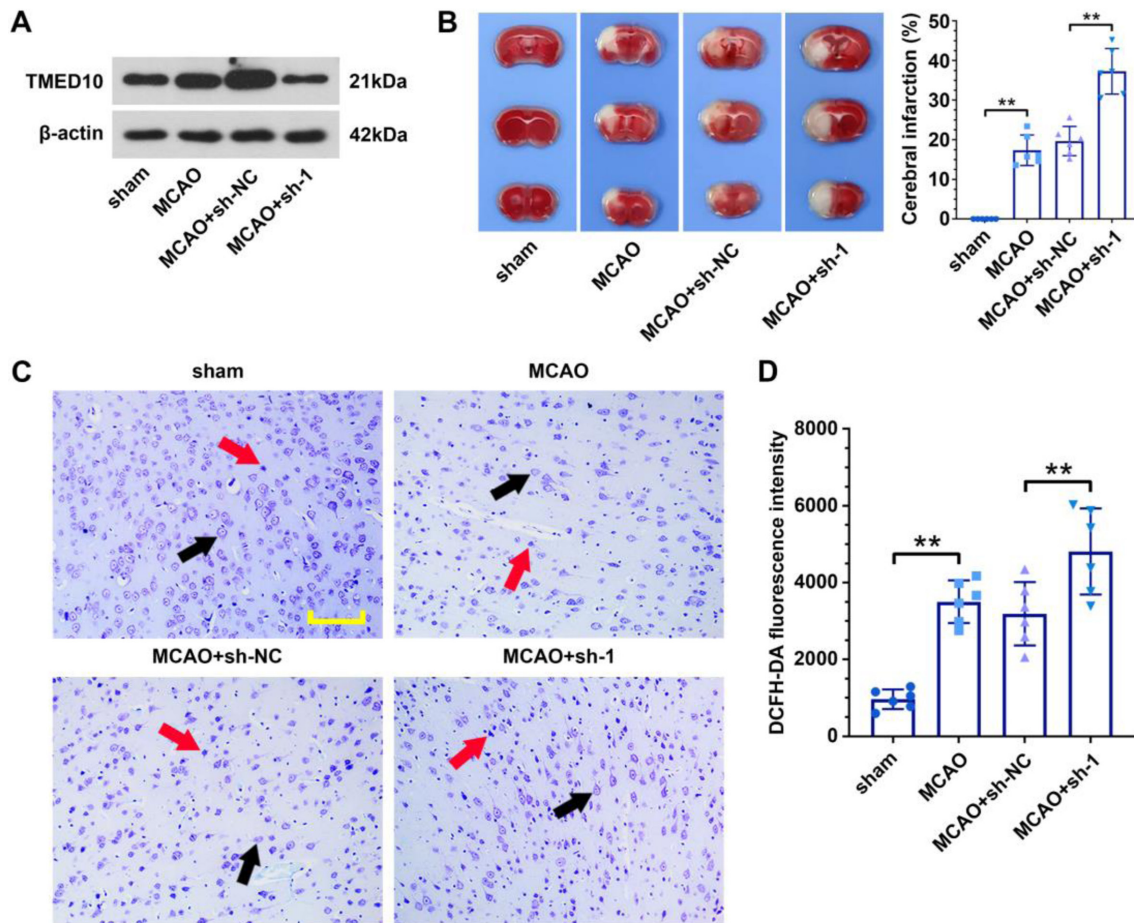 A
TMED10
21kDa
β-actin
42kDa
sham
MCAO
MCAO+sh-NC
MCAO+sh-1
B
sham
MCAO
MCAO+sh-NC
MCAO+sh-1
Cerebral infarction (%)
50
40
30
20
10
0
**
**
sham
MCAO
MCAO+sh-NC
MCAO+sh-1
C
sham
MCAO
MCAO+sh-NC
MCAO+sh-1
D
DCFH-DA fluorescence intensity
8000
6000
4000
2000
0
**
**
sham
MCAO
MCAO+sh-NC
MCAO+sh-1